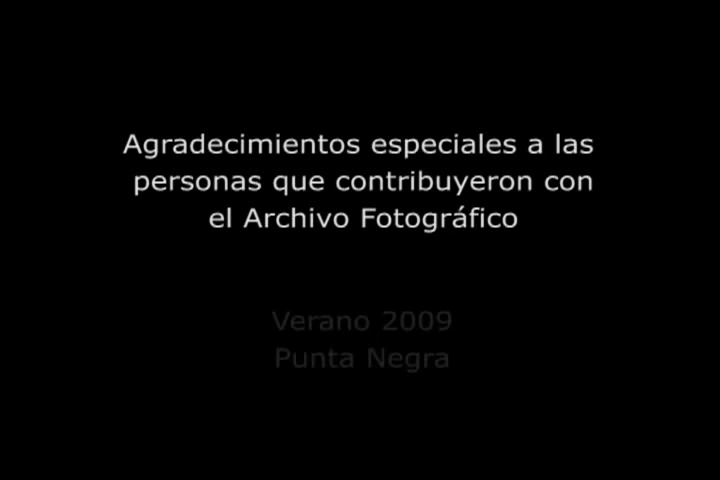 Agradecimientos especiales a las
personas que contribuyeron con
el Archivo Fotográfico
Verano 2009
Punta Negra